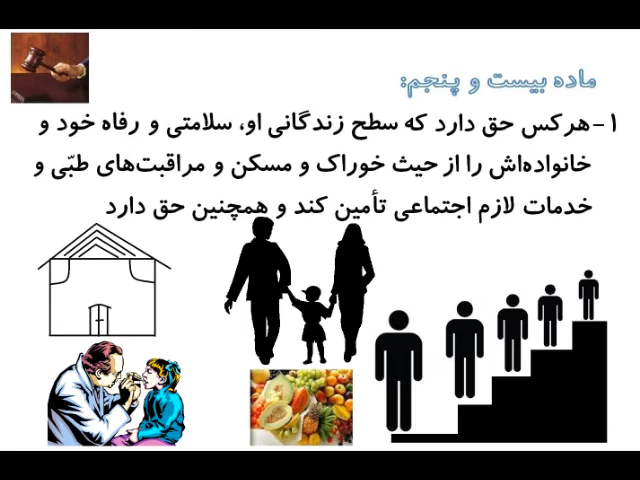 ماده بیست و پنجم:
۱-هرکس حق دارد که سطح زندگانی او، سلامتی و رفاه خود و
خانواده‌اش را از حیث خوراک و مسکن و مراقبت‌های طبّی و
خدمات لازم اجتماعی تأمین کند و همچنین حق دارد